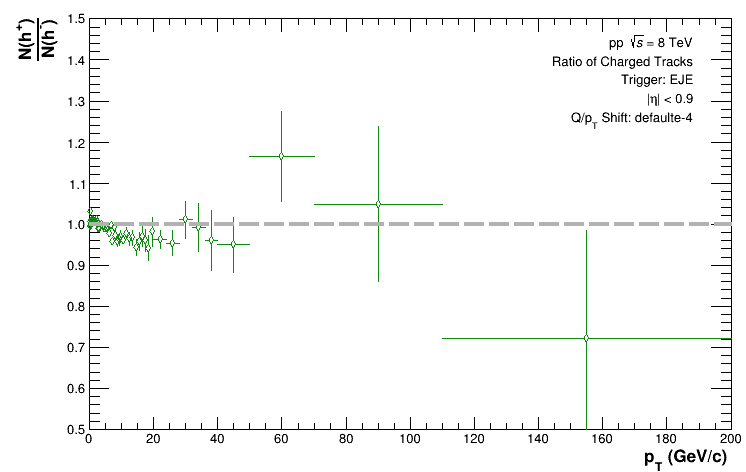 N(h⁺)
N(h⁻)
pp √s = 8 TeV
Ratio of Charged Tracks
Trigger: EJE
|η| < 0.9
Q/p_T Shift: defaulte-4
1.5
1.4
1.3
1.2
1.1
1.0
0.9
0.8
0.7
0.6
0.5
0 20 40 60 80 100 120 140 160 180 200
p_T (GeV/c)